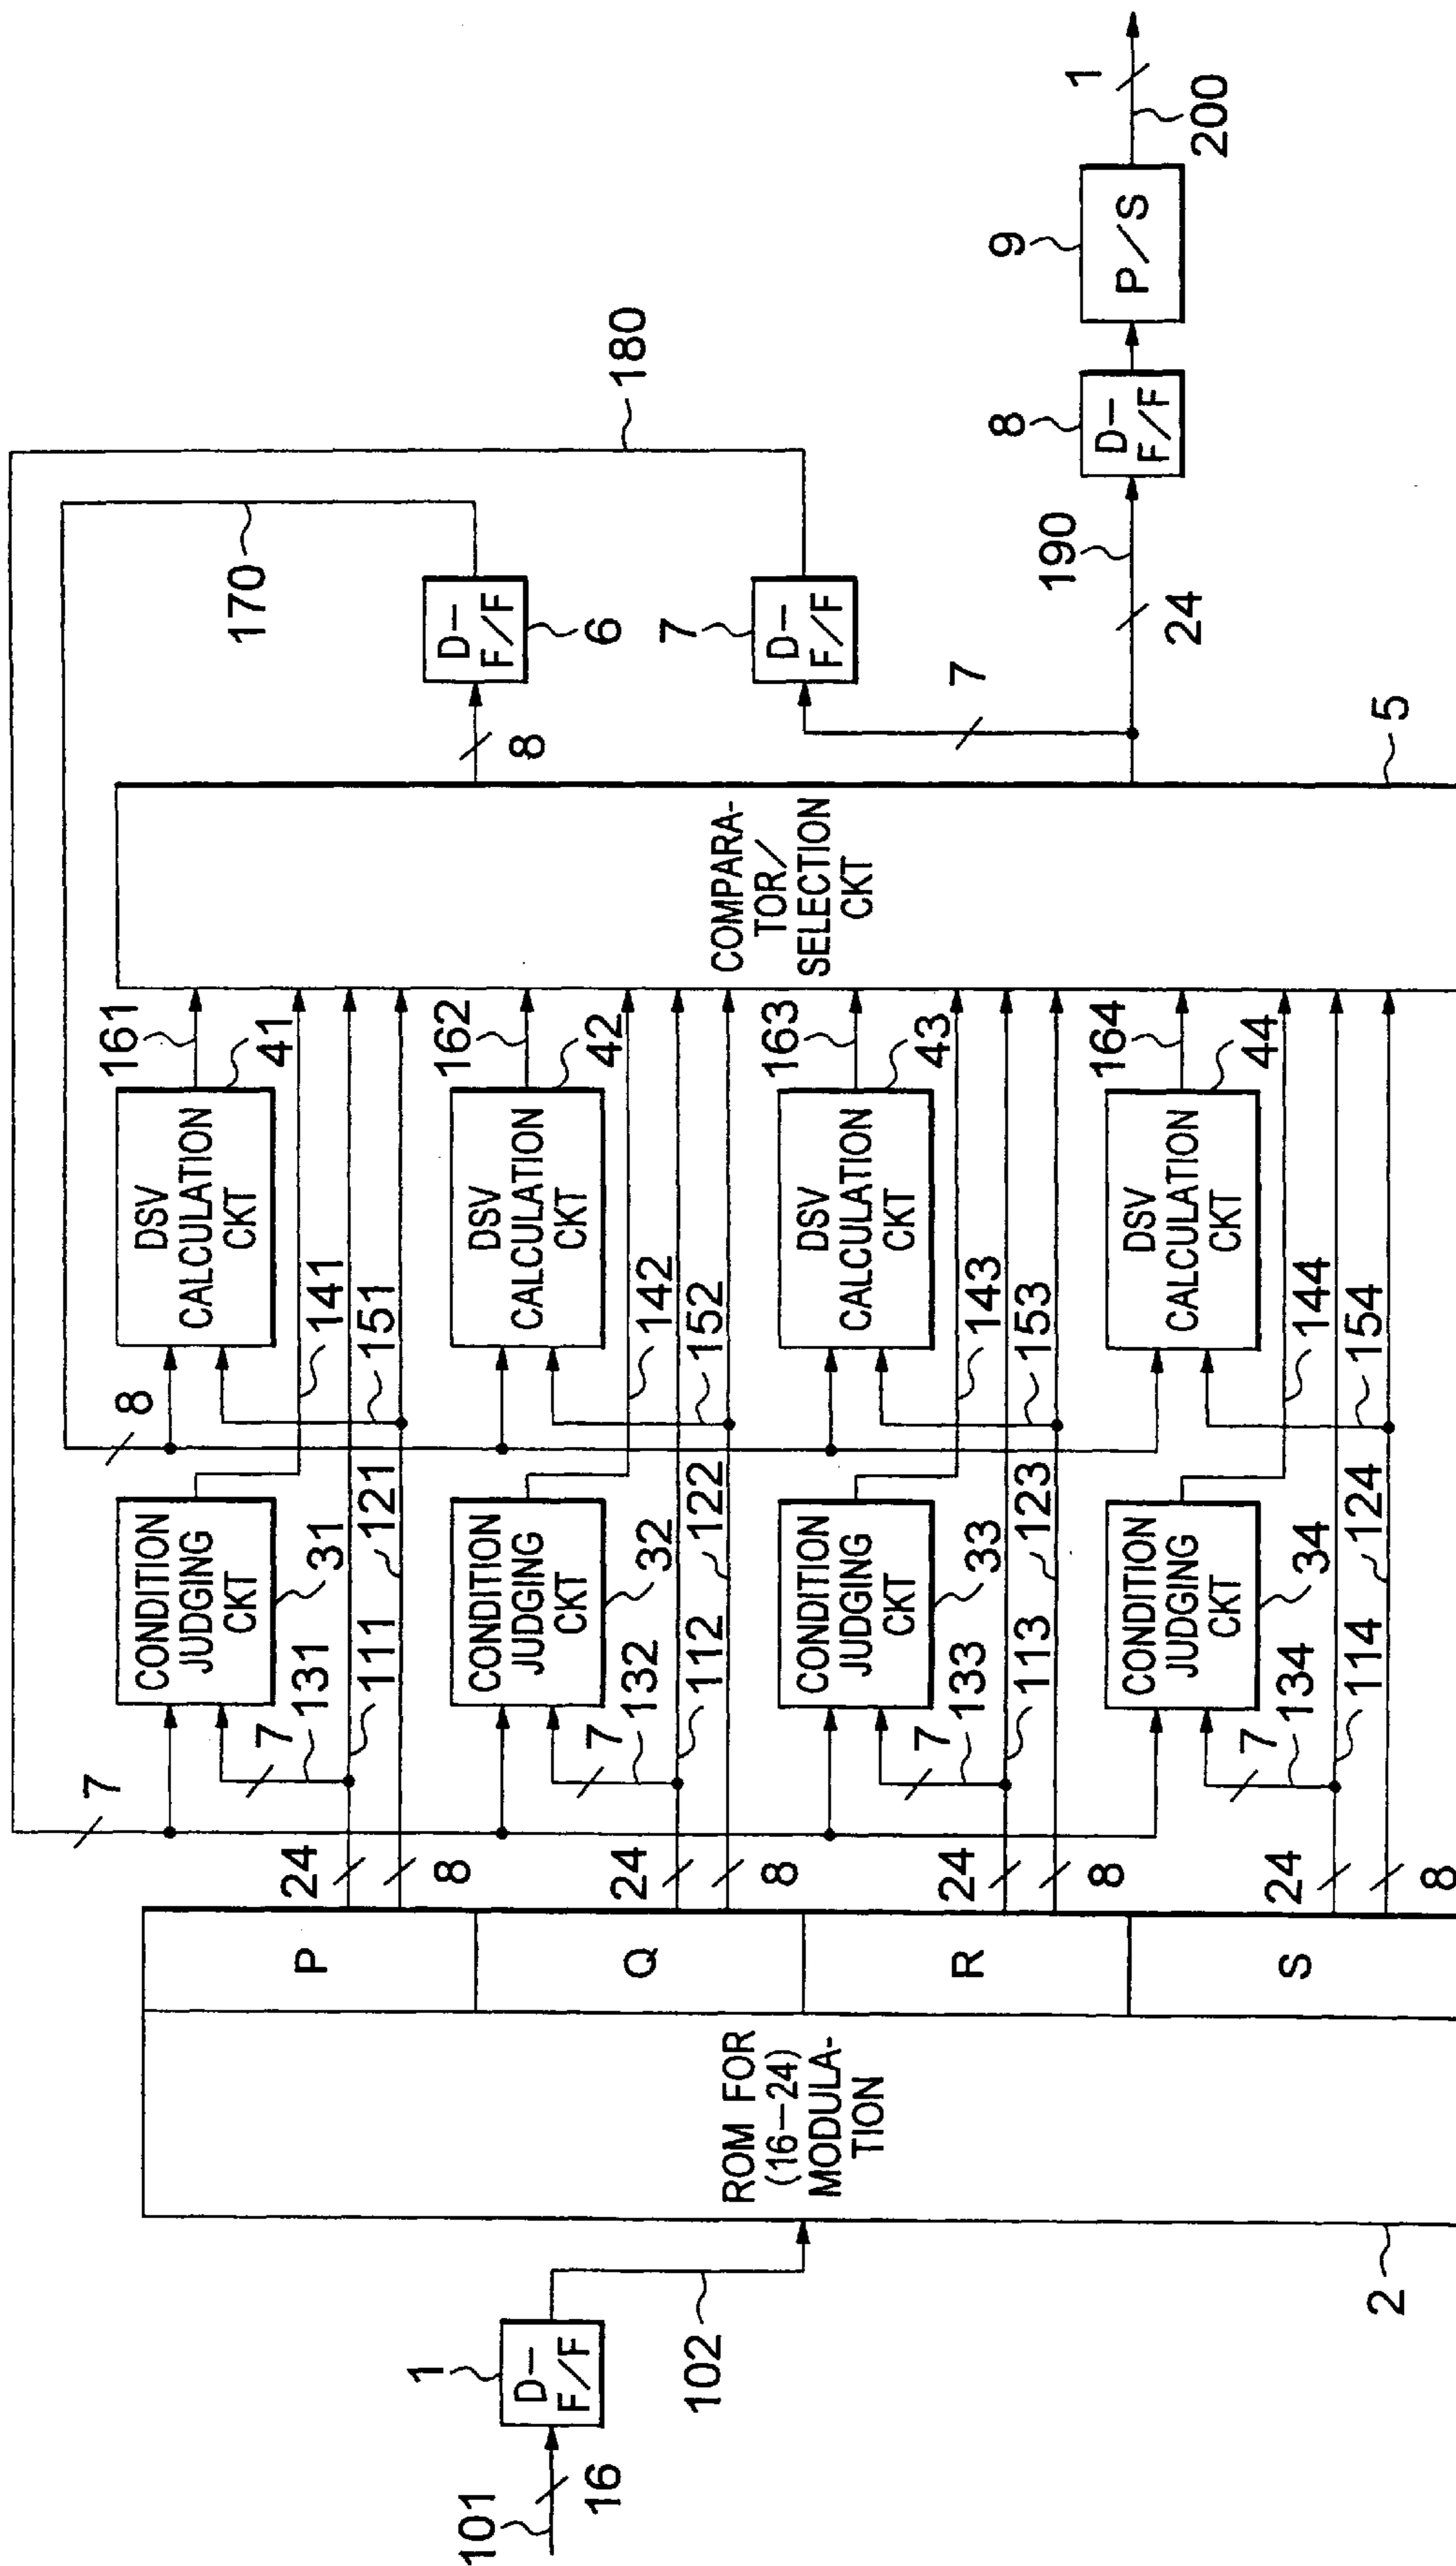 101
16
1
D–
F/F
102
2
ROM FOR
(16–24)
MODULA-
TION
P
Q
R
S
24
8
24
8
24
8
24
8
7
7
131
111
7
132
112
7
133
113
7
134
114
CONDITION
JUDGING
CKT
31
121
CONDITION
JUDGING
CKT
32
122
CONDITION
JUDGING
CKT
33
123
CONDITION
JUDGING
CKT
34
124
8
151
141
152
142
153
143
154
144
DSV
CALCULATION
CKT
41
161
DSV
CALCULATION
CKT
42
162
DSV
CALCULATION
CKT
43
163
DSV
CALCULATION
CKT
44
164
COMPARA-
TOR/
SELECTION
CKT
5
8
D–
F/F
6
170
7
7
D–
F/F
180
24
190
8
D–
F/F
9
P/S
200
1